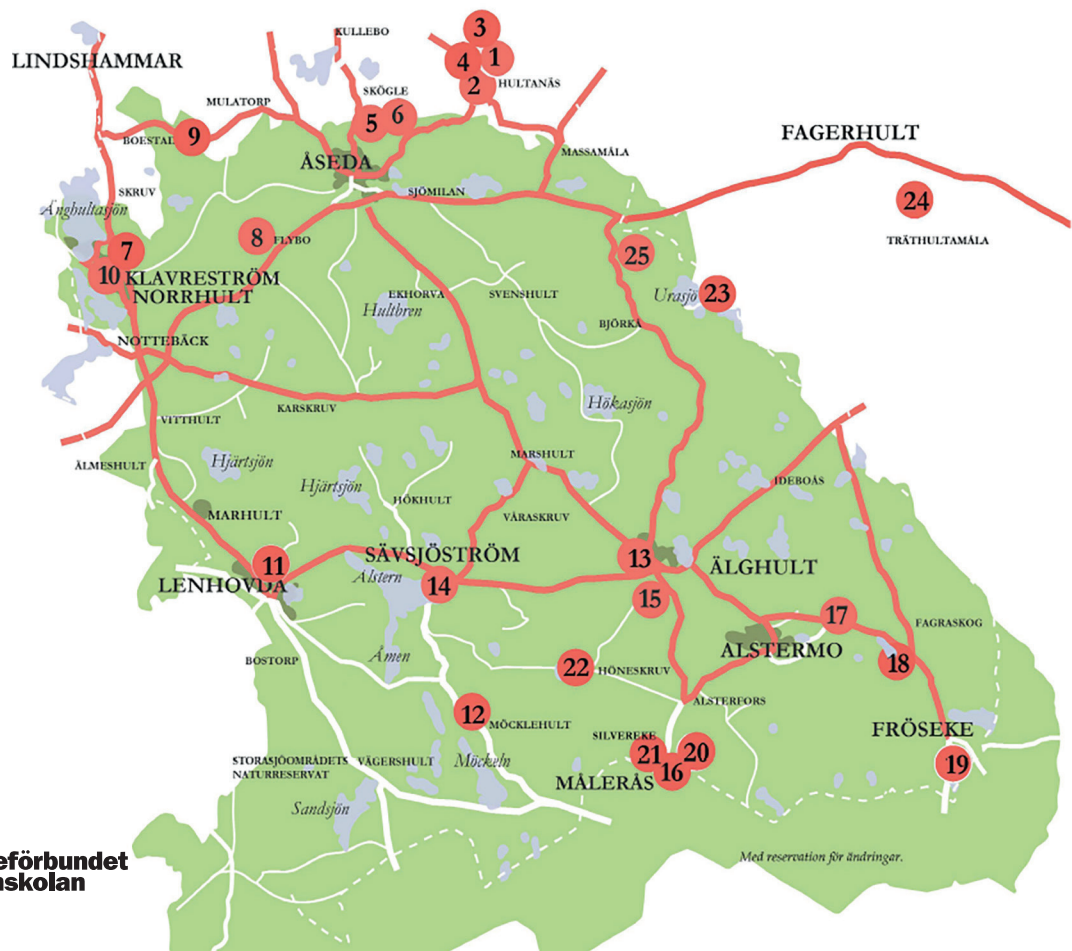 KULLEBO
3
LINDSHAMMAR
4
1
2
HULTANÄS
SKÖGLE
MULATORP
5
6
9
BOESTAD
FAGERHULT
ÅSEDA
MASSAMÅLA
SKRUV
SJÖMILAN
24
Änghultasjön
8
FLYBO
TRÄTHULTAMÅLA
7
25
10
KLAVRESTRÖM
NORRHULT
EKHORVA
SVENSHULT
Urasjö
23
Hultbren
BJÖRKÅ
NOTTEBÄCK
KARSKRUV
Hökasjön
VITTHULT
ÄLMESHULT
Hjärtsjön
MARSHULT
Hjärtsjön
IDEBOÅS
HÖKHULT
MARHULT
VÅRASKRUV
SÄVSJÖSTRÖM
13
11
ÄLGHULT
LENHOVDA
Alstern
14
15
17
FAGRASKOG
ALSTERMO
BOSTORP
Åmen
22
HÖNESKRUV
18
ALSTERFORS
12
MÖCKLEHULT
FRÖSEKE
SILVEREKE
21
20
STORASJÖOMRÅDETS
NATURRESERVAT
VÄGERSHULT
Möckeln
16
19
MÅLERÅS
Sandsjön
eförbundet
nskolan
Med reservation för ändringar.